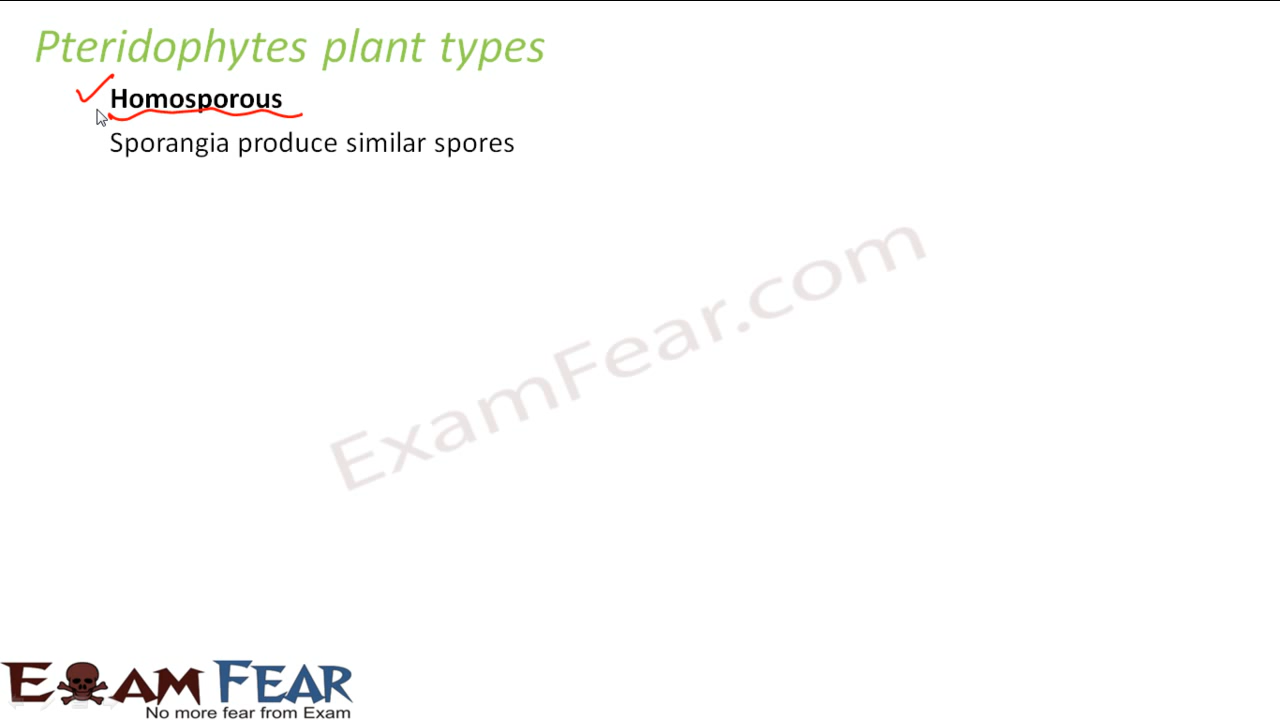 Pteridophytes plant types
Homosporous
Sporangia produce similar spores
ExamFear.com
EXAM FEAR
No more fear from Exam